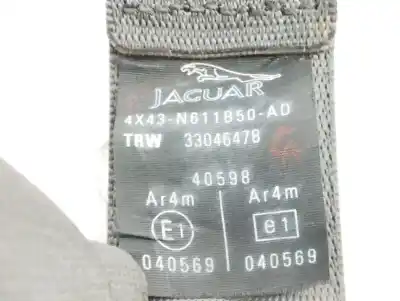 JAGUAR
4X43-N611B50-AD
TRW 33046478
40598
Ar4m Ar4m
E1 e1
040569 040569